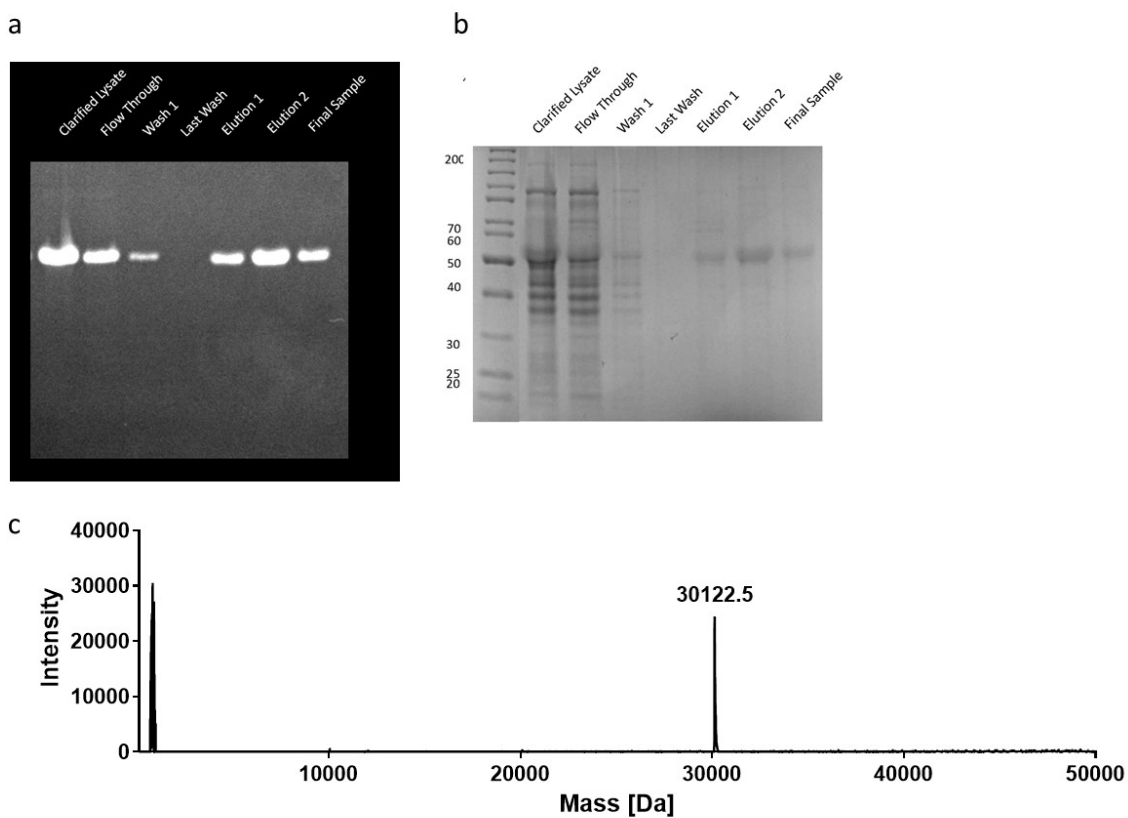 a
Clarified Lysate
Flow Through
Wash 1
Last Wash
Elution 1
Elution 2
Final Sample
b
Clarified Lysate
Flow Through
Wash 1
Last Wash
Elution 1
Elution 2
Final Sample
200
70
60
50
40
30
25
20
c
40000
30000
20000
10000
0
Intensity
30122.5
10000
20000
30000
40000
50000
Mass [Da]